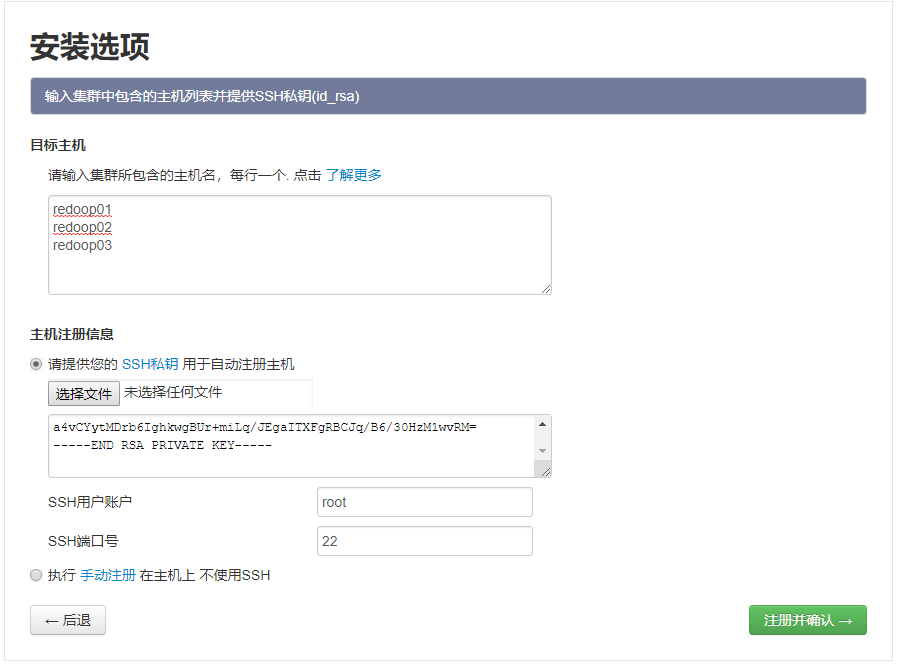 安装选项
输入集群中包含的主机列表并提供SSH私钥(id_rsa)
目标主机
请输入集群所包含的主机名，每行一个. 点击 了解更多
redoop01
redoop02
redoop03
主机注册信息
请提供您的 SSH私钥 用于自动注册主机
选择文件 未选择任何文件
a4vCYytMDrb6IghkwgBUr+miLq/JEgaITXFgRBCJq/B6/30HzM1wvRM=
-----END RSA PRIVATE KEY-----
SSH用户账户 root
SSH端口号 22
执行 手动注册 在主机上 不使用SSH
← 后退 注册并确认 →